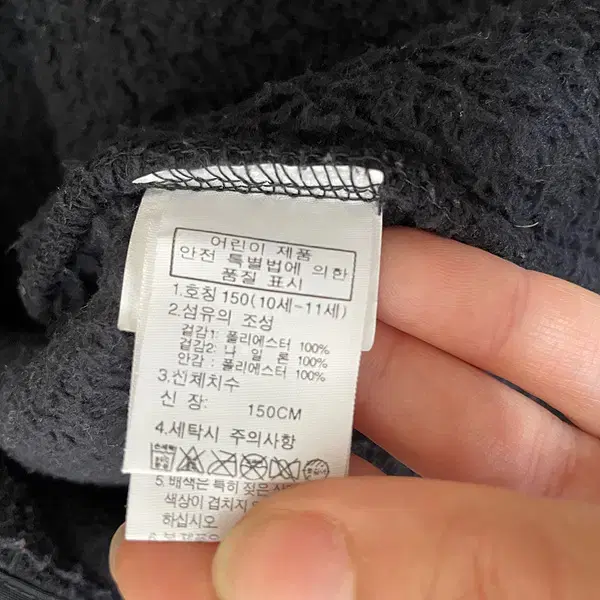 어린이 제품
안전 특별법에 의한
품질 표시
1.호칭 150(10세-11세)
2.섬유의 조성
겉감1: 폴리에스터 100%
겉감2: 나 일 론 100%
안감 : 폴리에스터 100%
3.신체치수
신 장: 150CM
4.세탁시 주의사항
5. 배색은 특히 젖은
색상이 겹치지
하십시오